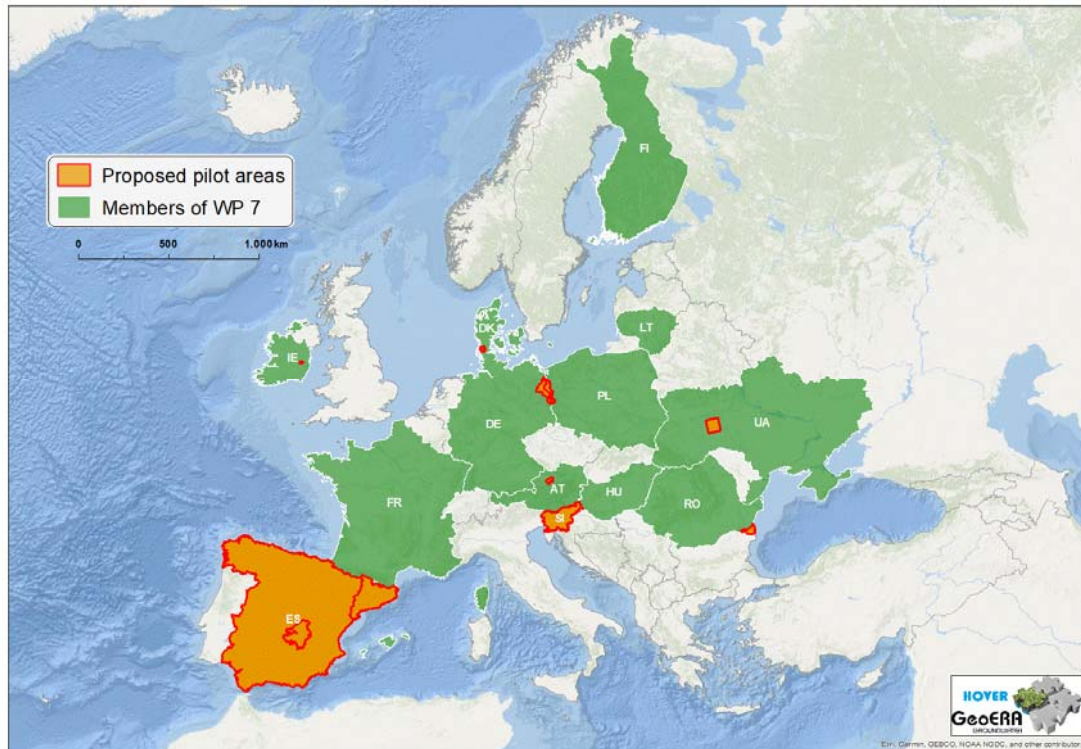 Proposed pilot areas
Members of WP 7
0 500 1.000 km
FI
DK
LT
IE
PL
DE
UA
AT
HU
FR
RO
SI
ES
HOVER
GeoERA
GROUNDWATER
Esri, Garmin, GEBCO, NOAA NGDC, and other contributors